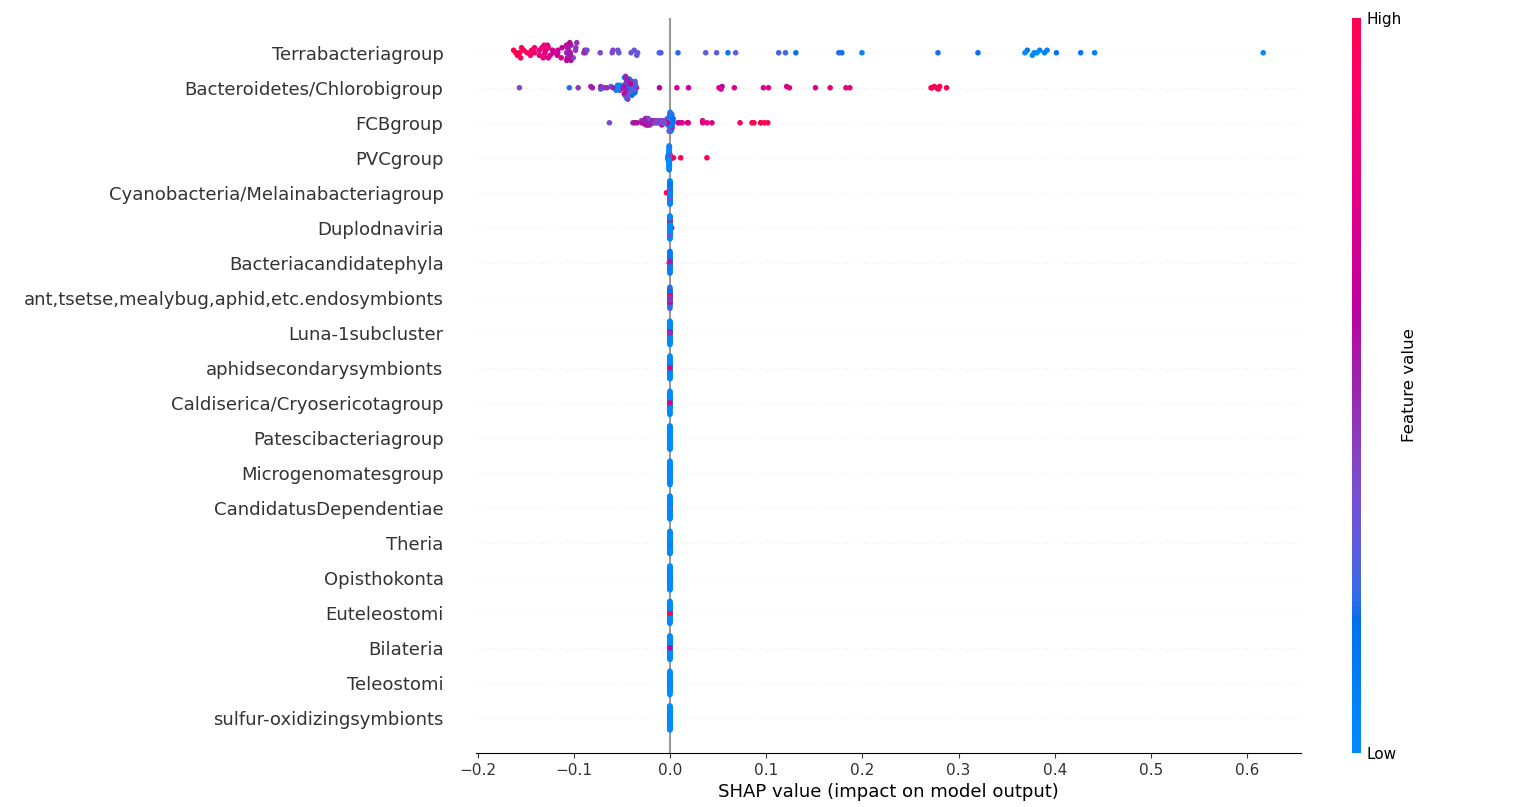 High
Terrabacteriagroup
Bacteroidetes/Chlorobigroup
FCBgroup
PVCgroup
Cyanobacteria/Melainabacteriagroup
Duplodnaviria
Bacteriacandidatephyla
ant,tsetse,mealybug,aphid,etc.endosymbionts
Luna-1subcluster
aphidsecondarysymbionts
Caldiserica/Cryosericotagroup
Patescibacteriagroup
Microgenomatesgroup
CandidatusDependentiae
Theria
Opisthokonta
Euteleostomi
Bilateria
Teleostomi
sulfur-oxidizingsymbionts
Feature value
Low
−0.2 −0.1 0.0 0.1 0.2 0.3 0.4 0.5 0.6
SHAP value (impact on model output)